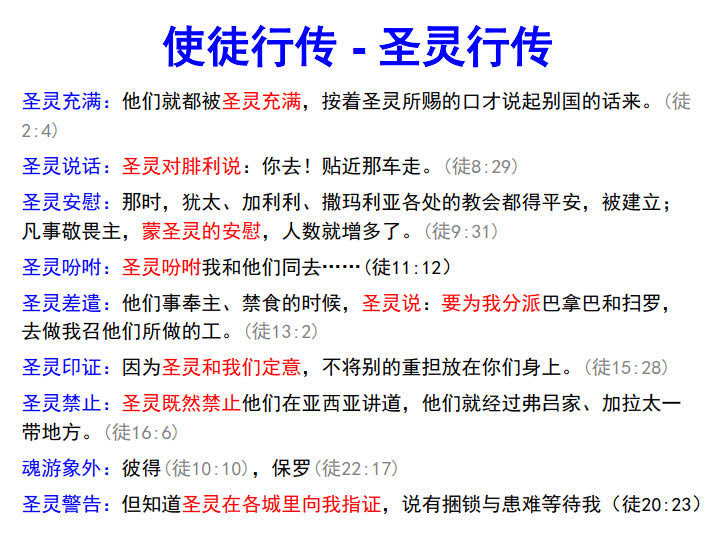 使徒行传 - 圣灵行传
圣灵充满：他们就都被圣灵充满，按着圣灵所赐的口才说起别国的话来。(徒
2:4)
圣灵说话：圣灵对腓利说：你去！贴近那车走。(徒8:29)
圣灵安慰：那时，犹太、加利利、撒玛利亚各处的教会都得平安，被建立；
凡事敬畏主，蒙圣灵的安慰，人数就增多了。(徒9:31)
圣灵吩咐：圣灵吩咐我和他们同去……(徒11:12）
圣灵差遣：他们事奉主、禁食的时候，圣灵说：要为我分派巴拿巴和扫罗，
去做我召他们所做的工。(徒13:2)
圣灵印证：因为圣灵和我们定意，不将别的重担放在你们身上。(徒15:28)
圣灵禁止：圣灵既然禁止他们在亚西亚讲道，他们就经过弗吕家、加拉太一
带地方。(徒16:6)
魂游象外：彼得(徒10:10)，保罗(徒22:17)
圣灵警告：但知道圣灵在各城里向我指证，说有捆锁与患难等待我（徒20:23）